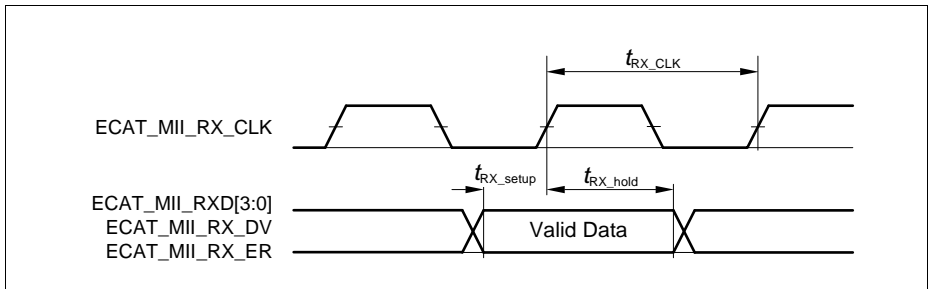 tRX_CLK
ECAT_MII_RX_CLK
tRX_setup tRX_hold
ECAT_MII_RXD[3:0]
ECAT_MII_RX_DV Valid Data
ECAT_MII_RX_ER